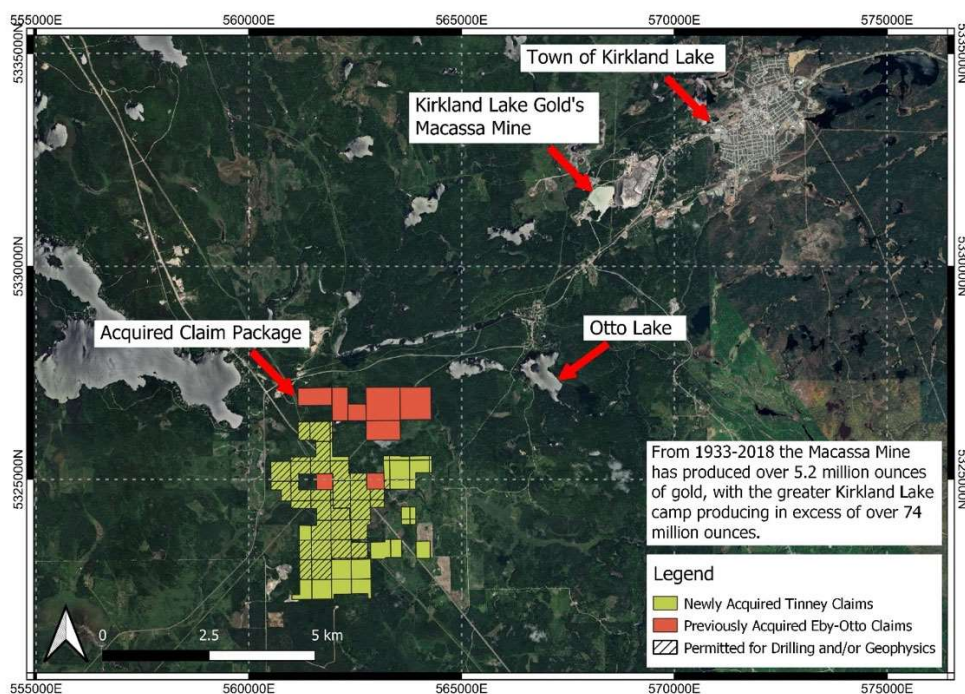 555000E 560000E 565000E 570000E 575000E
5335000N 5335000N
Town of Kirkland Lake
Kirkland Lake Gold's
Macassa Mine
5330000N 5330000N
Acquired Claim Package
Otto Lake
5325000N 5325000N
From 1933-2018 the Macassa Mine
has produced over 5.2 million ounces
of gold, with the greater Kirkland Lake
camp producing in excess of over 74
million ounces.
Legend
Newly Acquired Tinney Claims
Previously Acquired Eby-Otto Claims
Permitted for Drilling and/or Geophysics
0 2.5 5 km
555000E 560000E 565000E 570000E 575000E